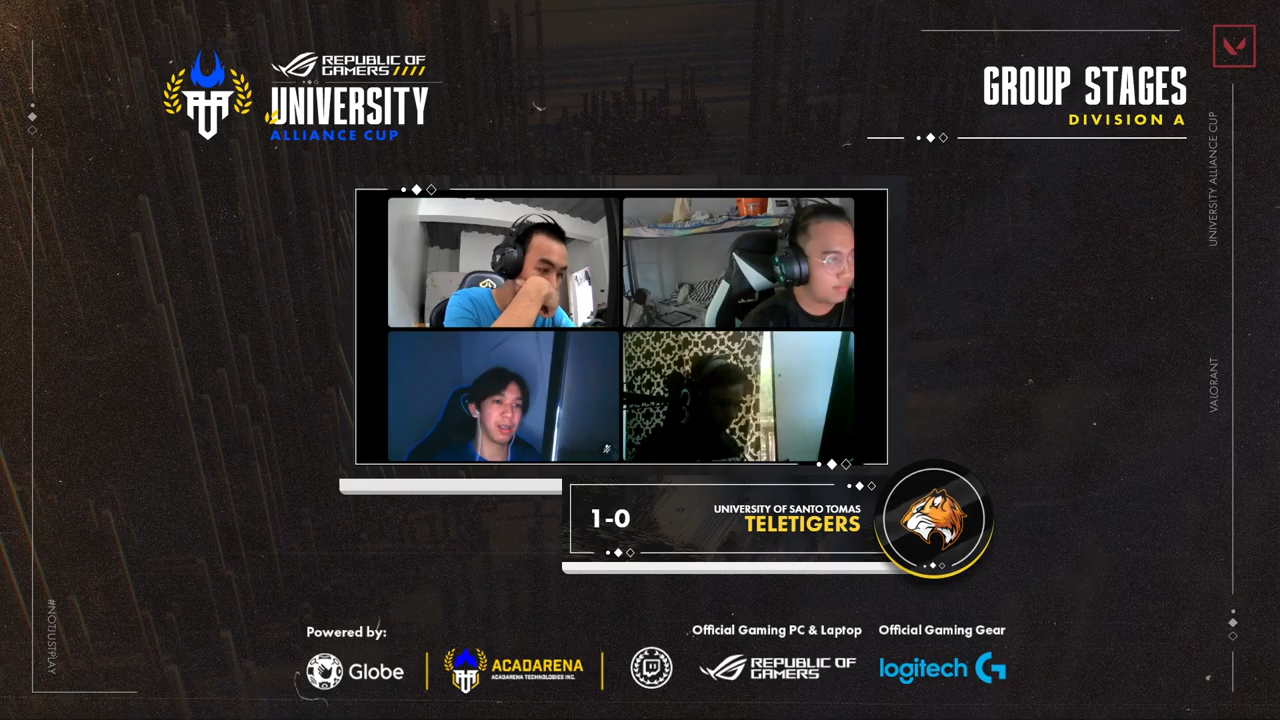 REPUBLIC OF
GAMERS
UNIVERSITY
ALLIANCE CUP
GROUP STAGES
DIVISION A
UNIVERSITY ALLIANCE CUP
VALORANT
1-0
UNIVERSITY OF SANTO TOMAS
TELETIGERS
#NOTJUSTPLAY
Powered by:
Official Gaming PC & Laptop
Official Gaming Gear
Globe
ACADARENA
ACADARENA TECHNOLOGIES INC.
REPUBLIC OF
GAMERS
logitech G